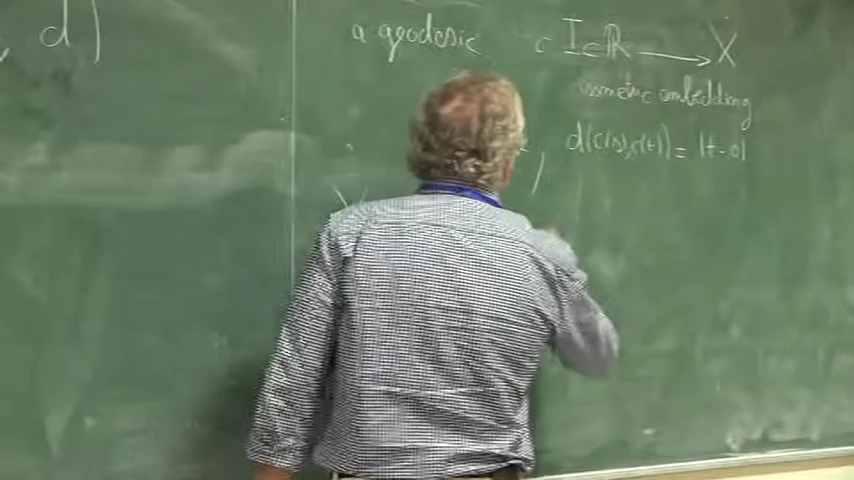 , d)
a geodesic c I ⊂ ℝ ⟶ X
isometric embedding
d(c(s),c(t)) = |t-s|